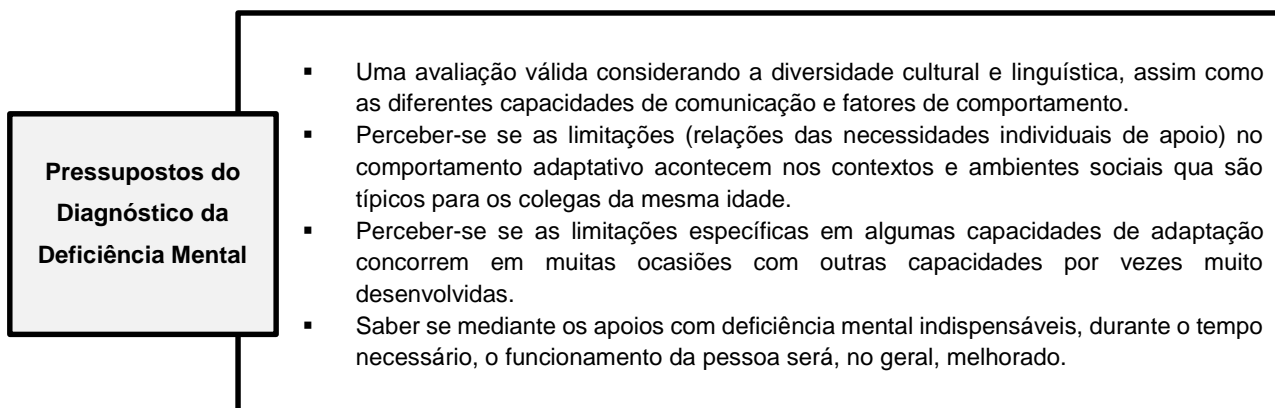 Pressupostos do
Diagnóstico da
Deficiência Mental
▪ Uma avaliação válida considerando a diversidade cultural e linguística, assim como
as diferentes capacidades de comunicação e fatores de comportamento.
▪ Perceber-se se as limitações (relações das necessidades individuais de apoio) no
comportamento adaptativo acontecem nos contextos e ambientes sociais qua são
típicos para os colegas da mesma idade.
▪ Perceber-se se as limitações específicas em algumas capacidades de adaptação
concorrem em muitas ocasiões com outras capacidades por vezes muito
desenvolvidas.
▪ Saber se mediante os apoios com deficiência mental indispensáveis, durante o tempo
necessário, o funcionamento da pessoa será, no geral, melhorado.